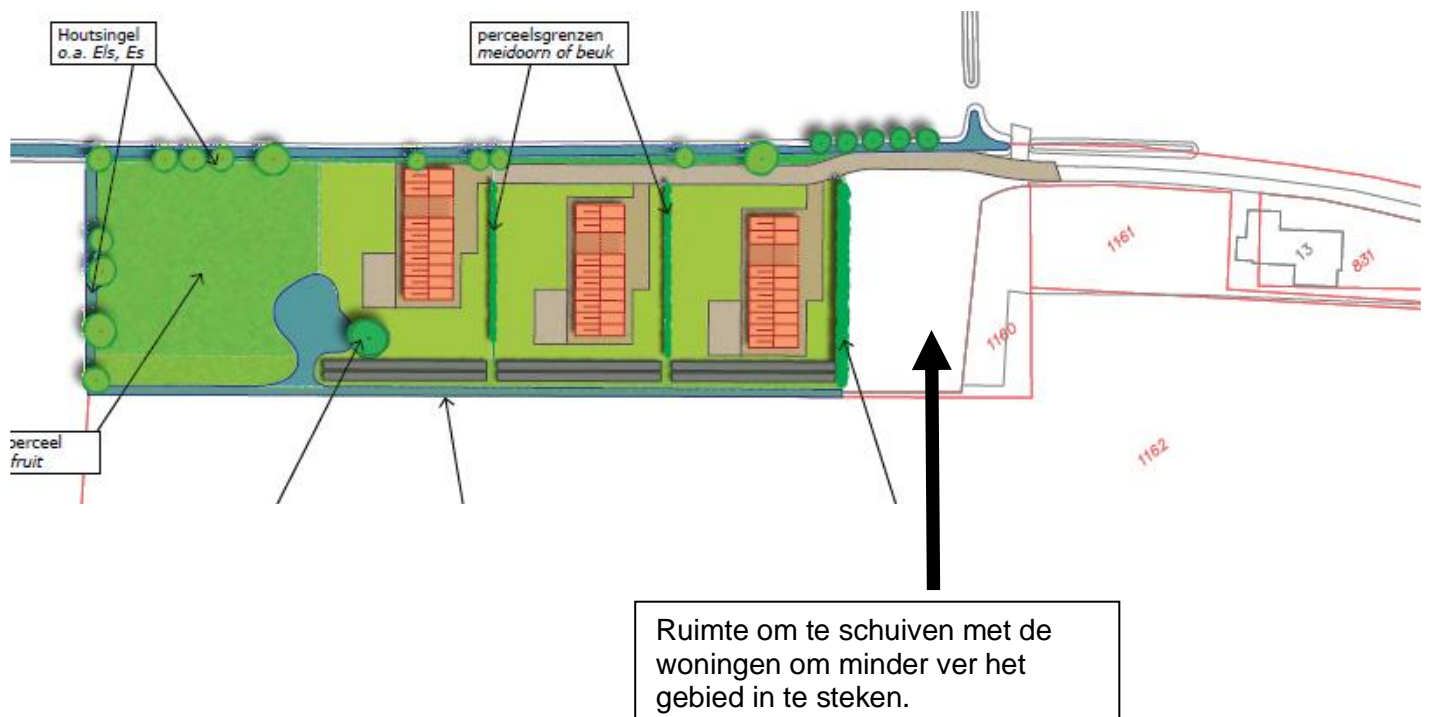 Houtsingel
o.a. Els, Es
perceelsgrenzen
meidoorn of beuk
1161
13
831
1160
1162
perceel
fruit
Ruimte om te schuiven met de
woningen om minder ver het
gebied in te steken.